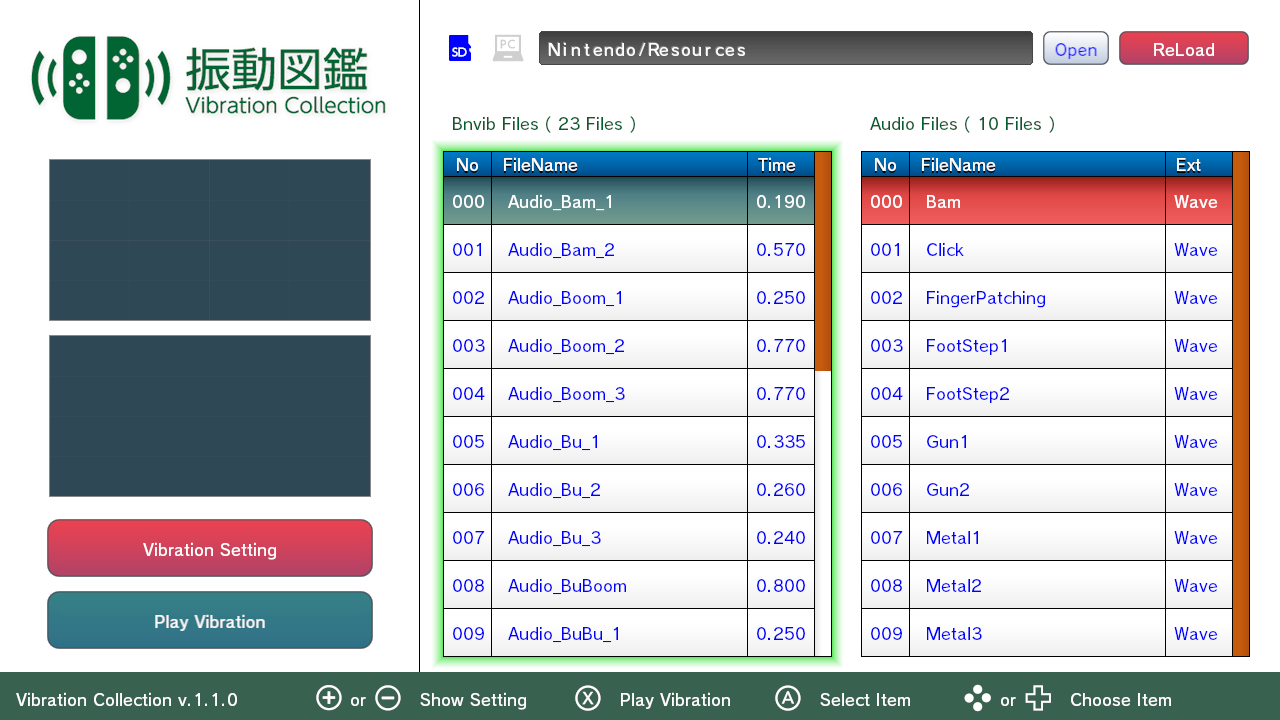 振動図鑑
Vibration Collection
Vibration Setting
Play Vibration
SD PC Nintendo/Resources Open ReLoad
Bnvib Files ( 23 Files )
No FileName Time
000 Audio_Bam_1 0.190
001 Audio_Bam_2 0.570
002 Audio_Boom_1 0.250
003 Audio_Boom_2 0.770
004 Audio_Boom_3 0.770
005 Audio_Bu_1 0.335
006 Audio_Bu_2 0.260
007 Audio_Bu_3 0.240
008 Audio_BuBoom 0.800
009 Audio_BuBu_1 0.250
Audio Files ( 10 Files )
No FileName Ext
000 Bam Wave
001 Click Wave
002 FingerPatching Wave
003 FootStep1 Wave
004 FootStep2 Wave
005 Gun1 Wave
006 Gun2 Wave
007 Metal1 Wave
008 Metal2 Wave
009 Metal3 Wave
Vibration Collection v.1.1.0 + or - Show Setting X Play Vibration A Select Item or Choose Item